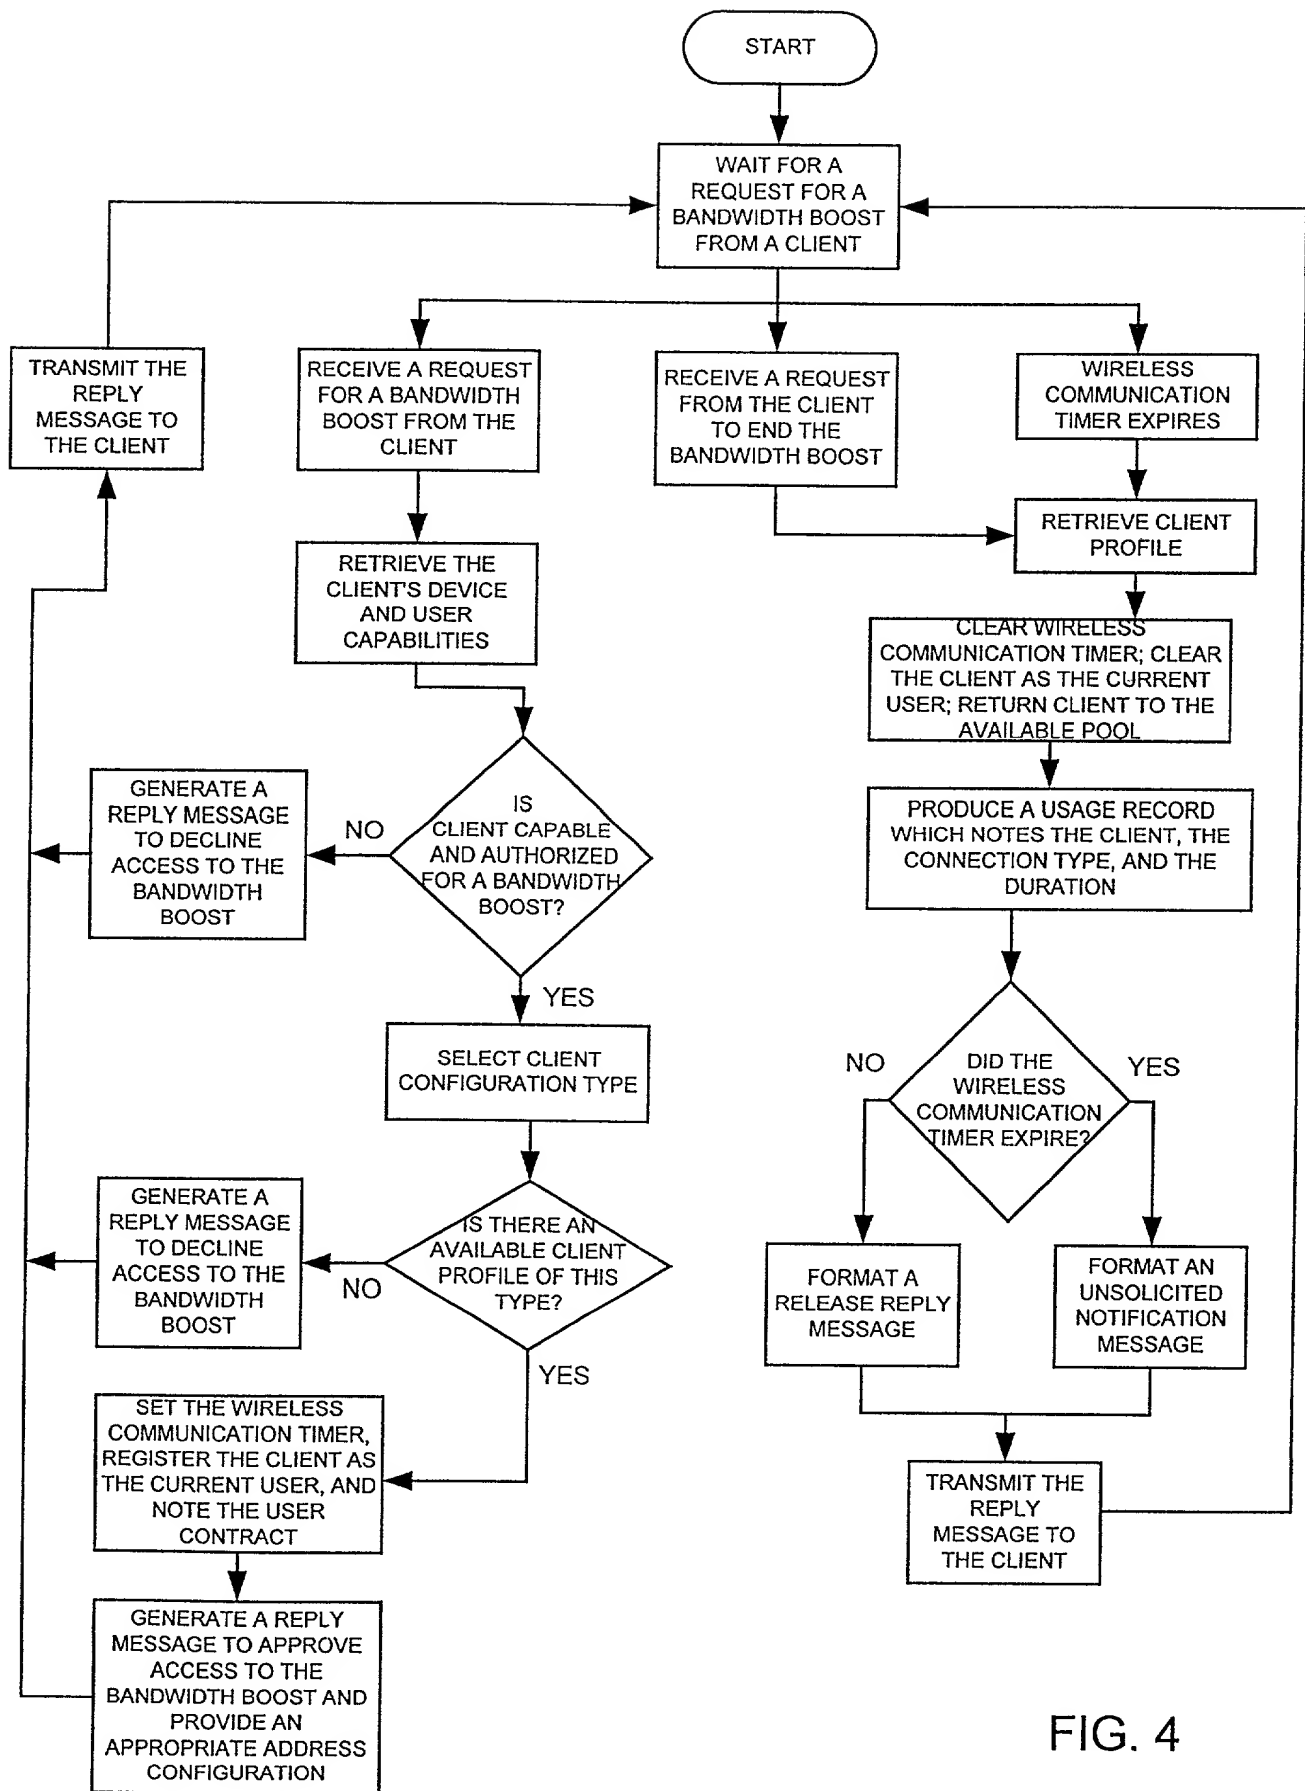 START
WAIT FOR A
REQUEST FOR A
BANDWIDTH BOOST
FROM A CLIENT
TRANSMIT THE
REPLY
MESSAGE TO
THE CLIENT
RECEIVE A REQUEST
FOR A BANDWIDTH
BOOST FROM THE
CLIENT
RECEIVE A REQUEST
FROM THE CLIENT
TO END THE
BANDWIDTH BOOST
WIRELESS
COMMUNICATION
TIMER EXPIRES
RETRIEVE THE
CLIENT'S DEVICE
AND USER
CAPABILITIES
RETRIEVE CLIENT
PROFILE
CLEAR WIRELESS
COMMUNICATION TIMER; CLEAR
THE CLIENT AS THE CURRENT
USER; RETURN CLIENT TO THE
AVAILABLE POOL
GENERATE A
REPLY MESSAGE
TO DECLINE
ACCESS TO THE
BANDWIDTH
BOOST
NO
IS
CLIENT CAPABLE
AND AUTHORIZED
FOR A BANDWIDTH
BOOST?
PRODUCE A USAGE RECORD
WHICH NOTES THE CLIENT, THE
CONNECTION TYPE, AND THE
DURATION
YES
SELECT CLIENT
CONFIGURATION TYPE
NO
DID THE
WIRELESS
COMMUNICATION
TIMER EXPIRE?
YES
GENERATE A
REPLY MESSAGE
TO DECLINE
ACCESS TO THE
BANDWIDTH
BOOST
NO
IS THERE AN
AVAILABLE CLIENT
PROFILE OF THIS
TYPE?
FORMAT A
RELEASE REPLY
MESSAGE
FORMAT AN
UNSOLICITED
NOTIFICATION
MESSAGE
YES
SET THE WIRELESS
COMMUNICATION TIMER,
REGISTER THE CLIENT AS
THE CURRENT USER, AND
NOTE THE USER
CONTRACT
TRANSMIT THE
REPLY
MESSAGE TO
THE CLIENT
GENERATE A REPLY
MESSAGE TO APPROVE
ACCESS TO THE
BANDWIDTH BOOST AND
PROVIDE AN
APPROPRIATE ADDRESS
CONFIGURATION
FIG. 4